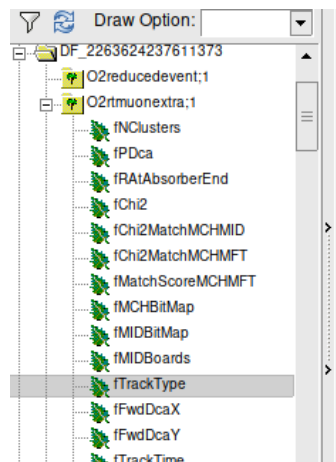 Draw Option:
DF_2263624237611373
O2reducedevent;1
O2rtmuonextra;1
fNClusters
fPDca
fRAtAbsorberEnd
fChi2
fChi2MatchMCHMID
fChi2MatchMCHMFT
fMatchScoreMCHMFT
fMCHBitMap
fMIDBitMap
fMIDBoards
fTrackType
fFwdDcaX
fFwdDcaY
fTrackTime